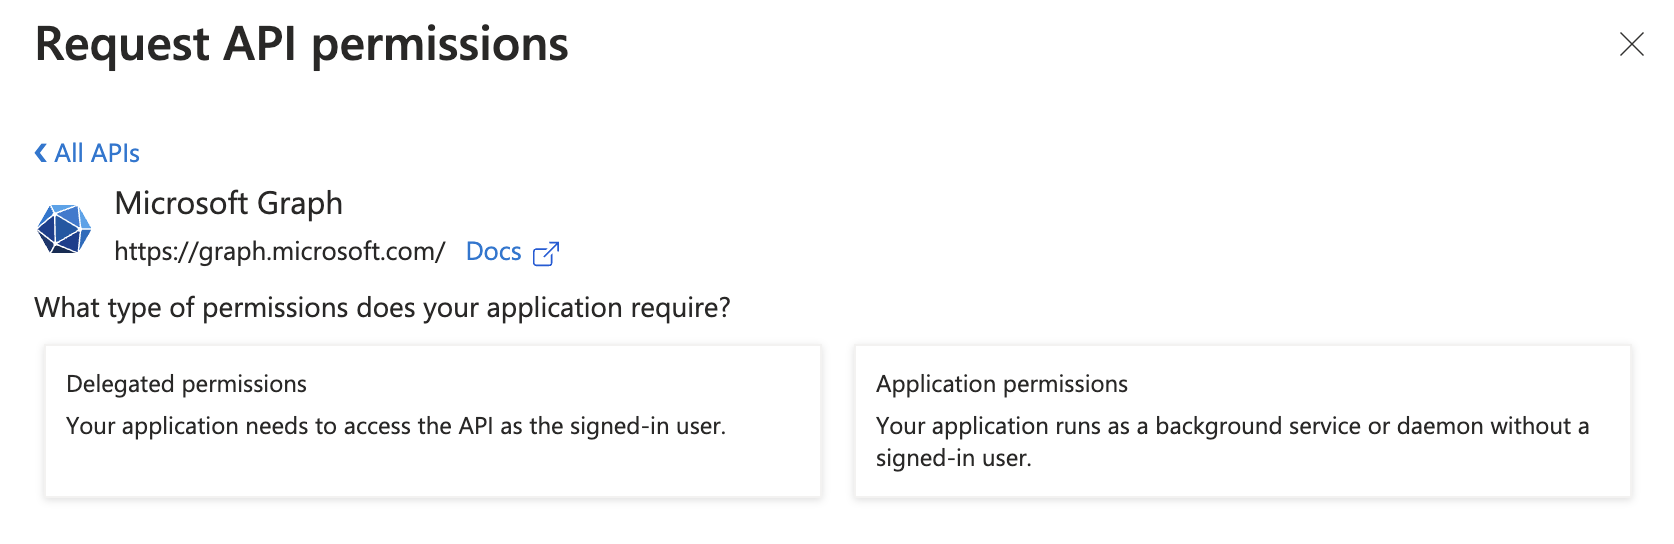 Request API permissions
All APIs
Microsoft Graph
https://graph.microsoft.com/ Docs
What type of permissions does your application require?
Delegated permissions
Your application needs to access the API as the signed-in user.
Application permissions
Your application runs as a background service or daemon without a
signed-in user.